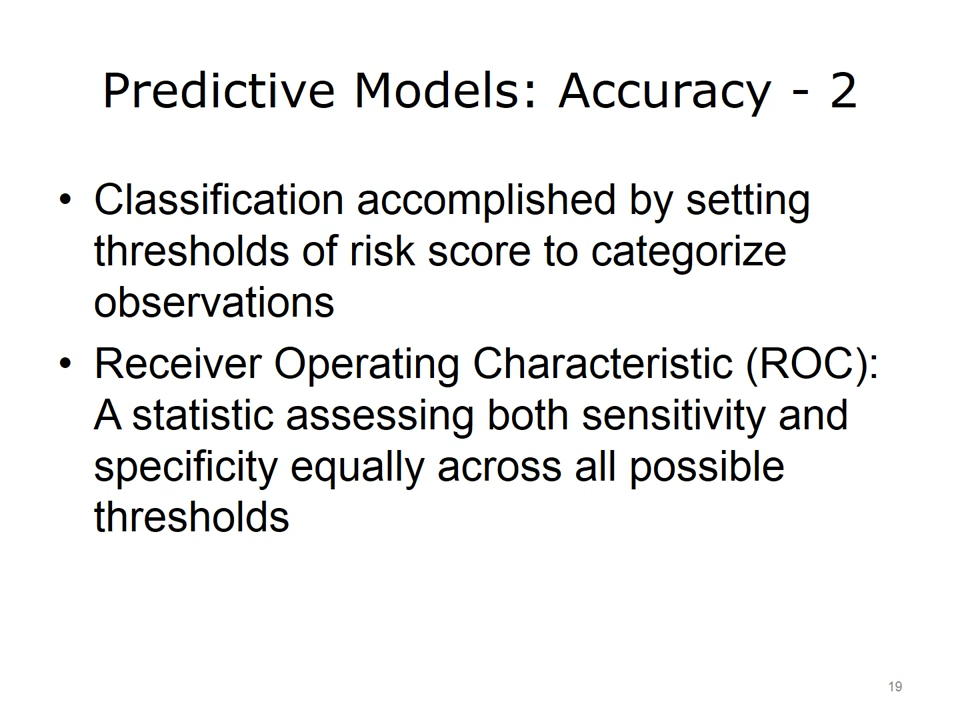 Predictive Models: Accuracy - 2
• Classification accomplished by setting
thresholds of risk score to categorize
observations
• Receiver Operating Characteristic (ROC):
A statistic assessing both sensitivity and
specificity equally across all possible
thresholds
19